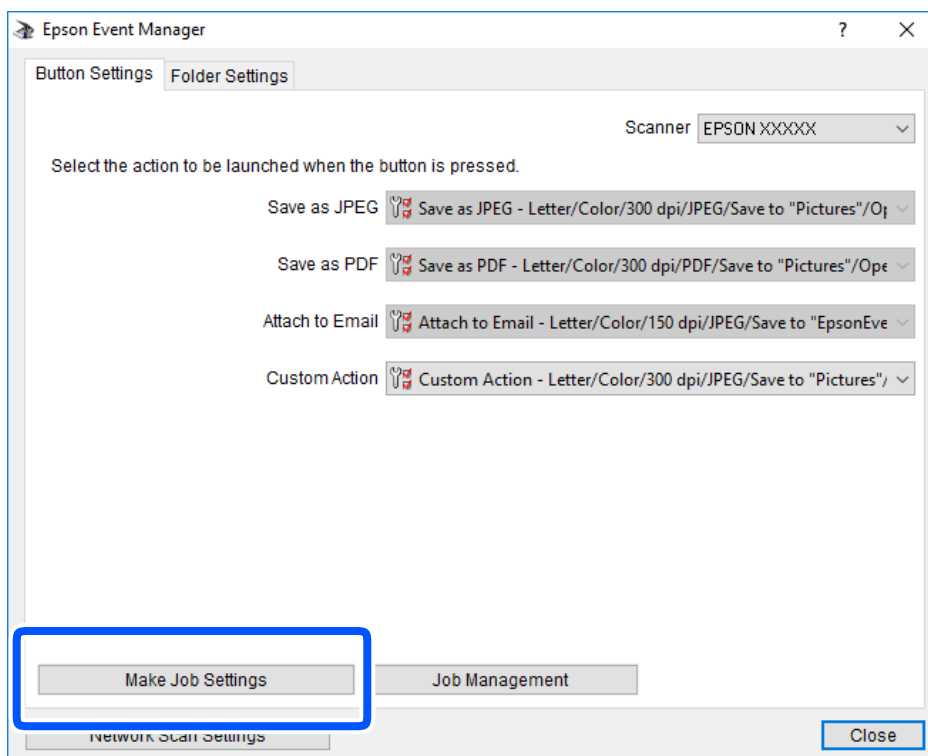 Epson Event Manager
Button Settings Folder Settings
Scanner EPSON XXXXX
Select the action to be launched when the button is pressed.
Save as JPEG Save as JPEG - Letter/Color/300 dpi/JPEG/Save to "Pictures"/Op
Save as PDF Save as PDF - Letter/Color/300 dpi/PDF/Save to "Pictures"/Ope
Attach to Email Attach to Email - Letter/Color/150 dpi/JPEG/Save to "EpsonEve
Custom Action Custom Action - Letter/Color/300 dpi/JPEG/Save to "Pictures"/
Make Job Settings Job Management
Network Scan Settings Close